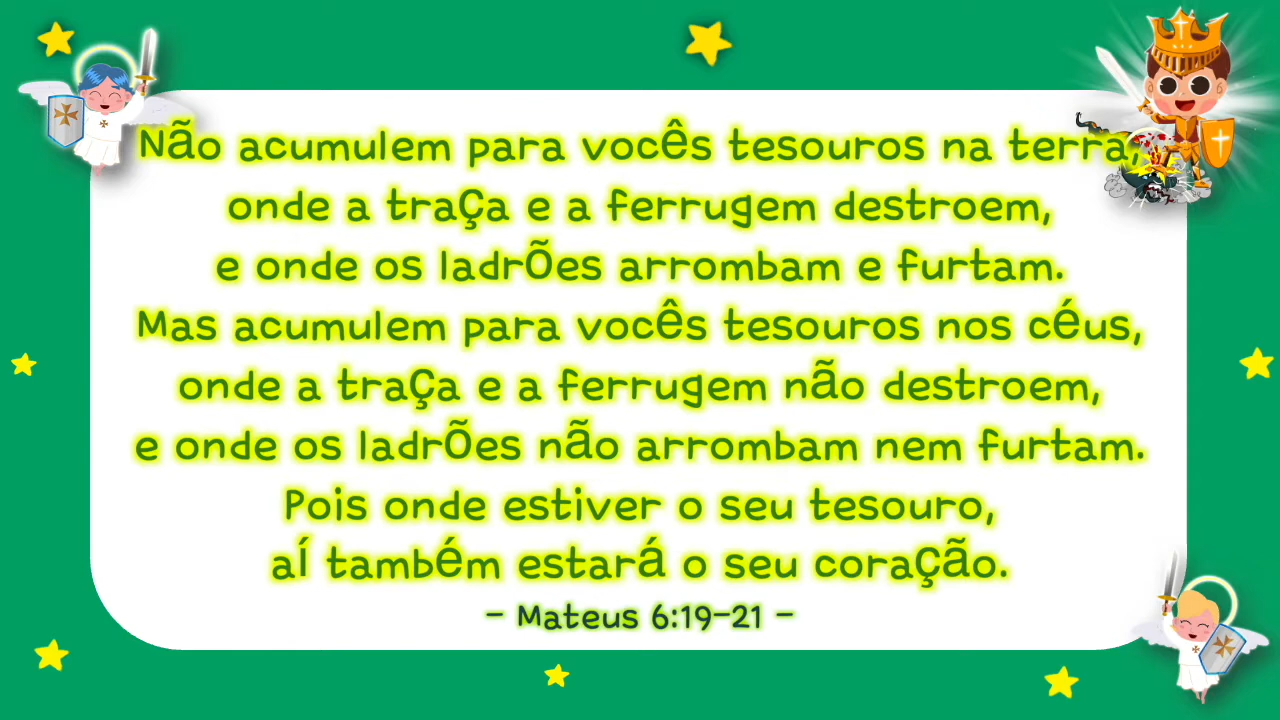 Não acumulem para vocês tesouros na terra,
onde a traça e a ferrugem destroem,
e onde os ladrões arrombam e furtam.
Mas acumulem para vocês tesouros nos céus,
onde a traça e a ferrugem não destroem,
e onde os ladrões não arrombam nem furtam.
Pois onde estiver o seu tesouro,
aí também estará o seu coração.
- Mateus 6:19-21 -